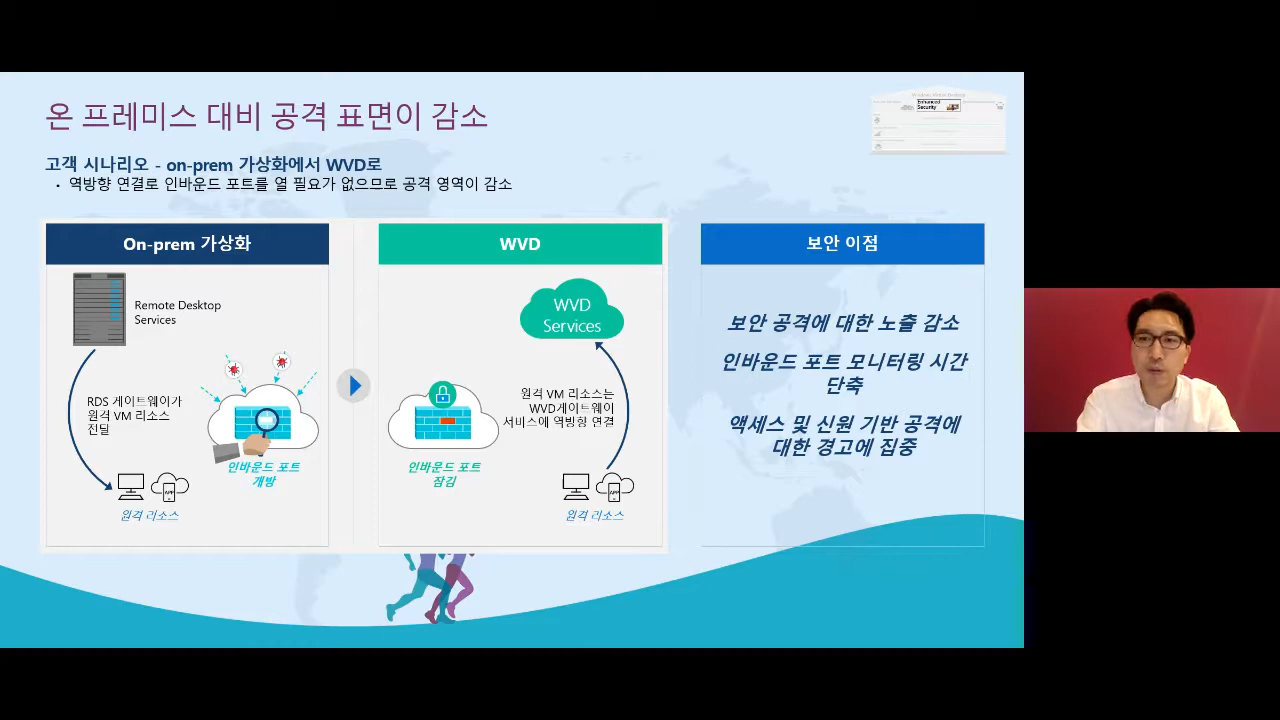 온 프레미스 대비 공격 표면이 감소
Enhanced
Security
고객 시나리오 - on-prem 가상화에서 WVD로
• 역방향 연결로 인바운드 포트를 열 필요가 없으므로 공격 영역이 감소
On-prem 가상화
Remote Desktop
Services
RDS 게이트웨이가
원격 VM 리소스
전달
인바운드 포트
개방
APP
원격 리소스
WVD
WVD
Services
원격 VM 리소스는
WVD게이트웨이
서비스에 역방향 연결
인바운드 포트
잠김
APP
원격 리소스
보안 이점
보안 공격에 대한 노출 감소
인바운드 포트 모니터링 시간
단축
액세스 및 신원 기반 공격에
대한 경고에 집중